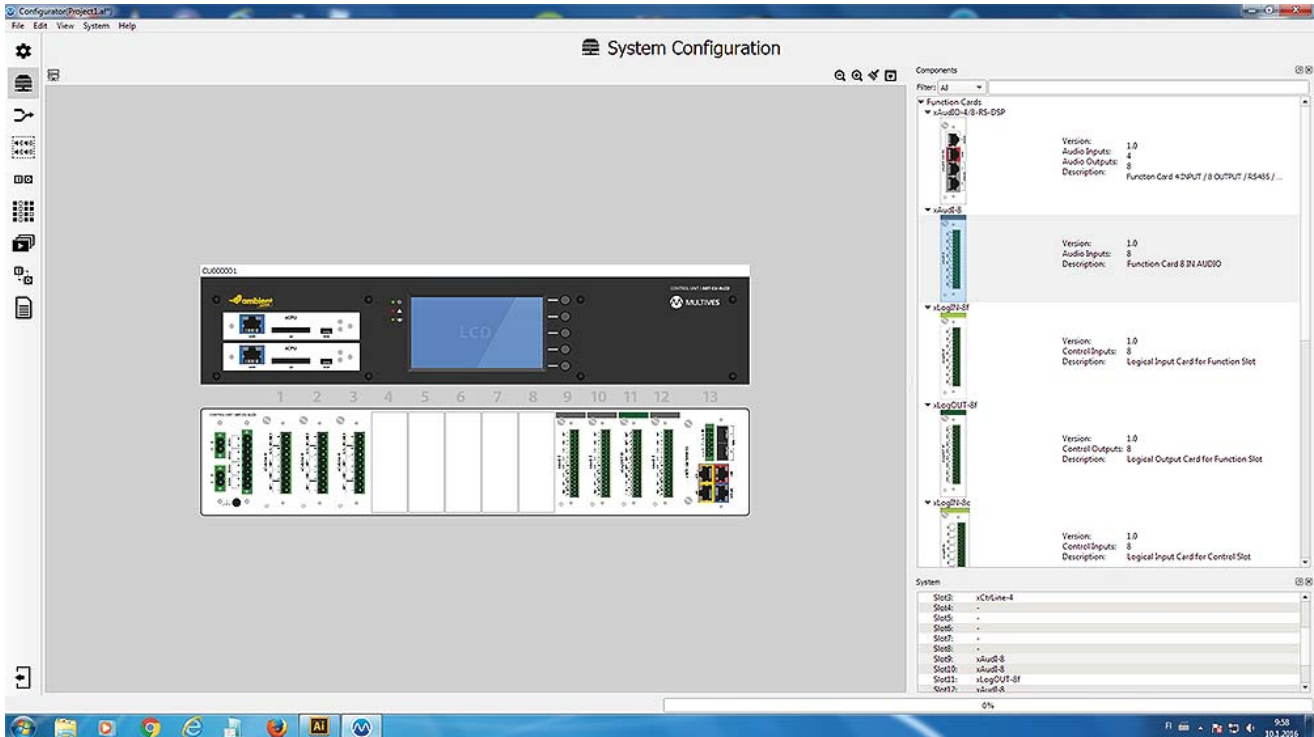 Configurator(Project1.af*)
File Edit View System Help
System Configuration
Components
Filter: All
Function Cards
xAudIO-4/8-RS-DSP
Version: 1.0
Audio Inputs: 4
Audio Outputs: 8
Description: Function Card 4 INPUT / 8 OUTPUT / RS485 / ...
xAudI-8
Version: 1.0
Audio Inputs: 8
Description: Function Card 8 IN AUDIO
xLogIN-8f
Version: 1.0
Control Inputs: 8
Description: Logical Input Card for Function Slot
xLogOUT-8f
Version: 1.0
Control Outputs: 8
Description: Logical Output Card for Function Slot
xLogIN-8c
Version: 1.0
Control Inputs: 8
Description: Logical Input Card for Control Slot
CU000001
ambient
MULTIVES
xCPU
xCPU
LCD
1 2 3 4 5 6 7 8 9 10 11 12 13
System
Slot3: xCtrLine-4
Slot4: -
Slot5: -
Slot6: -
Slot7: -
Slot8: -
Slot9: xAudI-8
Slot10: xAudI-8
Slot11: xLogOUT-8f
Slot12: xAudI-8
0%
Ai
FI
9:58
10.1.2016